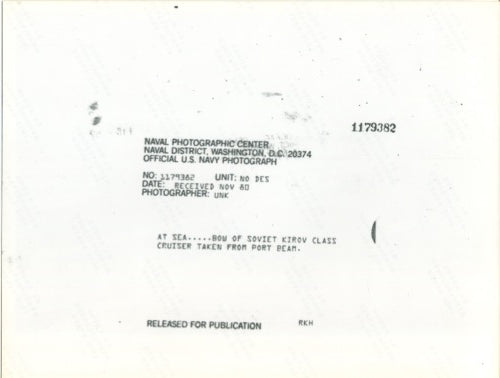 1179382
NAVAL PHOTOGRAPHIC CENTER
NAVAL DISTRICT, WASHINGTON, D.C. 20374
OFFICIAL U.S. NAVY PHOTOGRAPH
NO: 1179382 UNIT: NO DES
DATE: RECEIVED NOV 80
PHOTOGRAPHER: UNK
AT SEA.....BOW OF SOVIET KIROV CLASS
CRUISER TAKEN FROM PORT BEAM.
RELEASED FOR PUBLICATION RKH